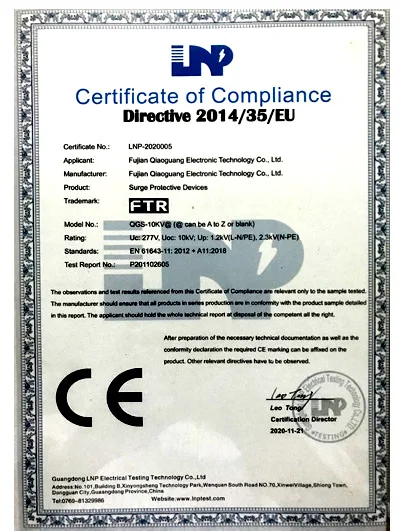 LNP
Certificate of Compliance
Directive 2014/35/EU
Certificate No.: LNP-2020005
Applicant: Fujian Qiaoguang Electronic Technology Co., Ltd.
Manufacturer: Fujian Qiaoguang Electronic Technology Co., Ltd.
Product: Surge Protective Devices
Trademark: FTR
Model No.: QGS-10KV@ (@ can be A to Z or blank)
Rating: Uc: 277V, Uoc: 10kV; Up: 1.2kV(L-N/PE), 2.3kV(N-PE)
Standards: EN 61643-11: 2012 + A11:2018
Test Report No.: P201102605
The observations and test results referenced from this Certificate of Compliance are relevant only to the sample tested.
The manufacturer should ensure that all products in series production are in conformity with the product sample detailed
in this report. The applicant should hold the whole technical report at disposal of the competent all the right.
After preparation of the necessary technical documentation as well as the
conformity declaration the required CE marking can be affixed on the
product. Other relevant directives have to be observed.
CE
Leo Tong
Leo Tong
Certification Director
2020-11-21
LNP
TESTING
Guangdong LNP Electrical Testing Technology Co.,Ltd
Address:No.101,Building B,Xinyongsheng Technology Park,Wenquan South Road NO.70,XinweiVillage,Shiong Town,
Dongguan City,Guangdong Province,China
Tel:0769-81329986 Website:www.lnptest.com